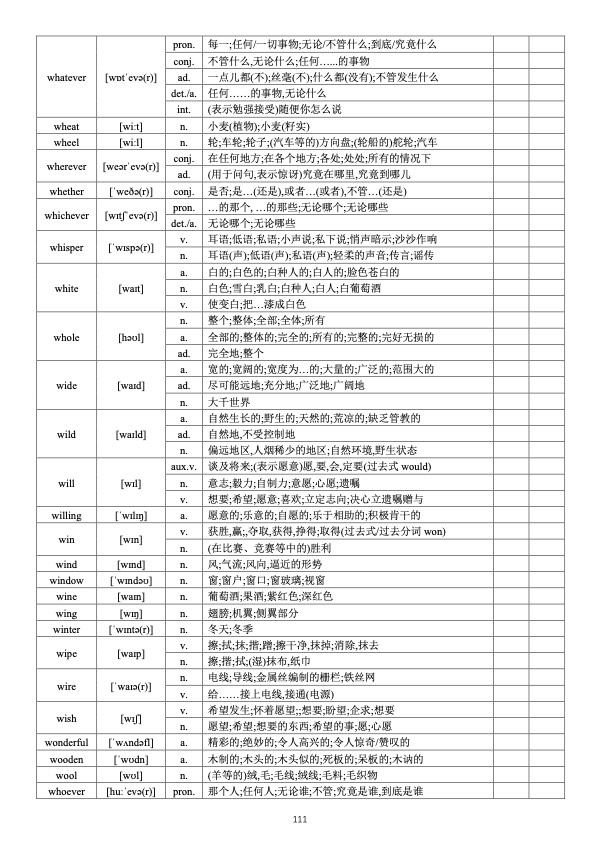 whatever [wɒtˈevə(r)] pron. 每一;任何/一切事物;无论/不管什么;到底/究竟什么
conj. 不管什么,无论什么;任何…...的事物
ad. 一点儿都(不);丝毫(不);什么都(没有);不管发生什么
det./a. 任何……的事物,无论什么
int. (表示勉强接受)随便你怎么说
wheat [wi:t] n. 小麦(植物);小麦(籽实)
wheel [wi:l] n. 轮;车轮;轮子;(汽车等的)方向盘;(轮船的)舵轮;汽车
wherever [weərˈevə(r)] conj. 在任何地方;在各个地方;各处;处处;所有的情况下
ad. (用于问句,表示惊讶)究竟在哪里,究竟到哪儿
whether [ˈweðə(r)] conj. 是否;是…(还是),或者…(或者),不管…(还是)
whichever [wɪtʃˈevə(r)] pron. …的那个, …的那些;无论哪个;无论哪些
det./a. 无论哪个;无论哪些
whisper [ˈwɪspə(r)] v. 耳语;低语;私语;小声说;私下说;悄声暗示;沙沙作响
n. 耳语(声);低语(声);私语(声);轻柔的声音;传言;谣传
white [waɪt] a. 白的;白色的;白种人的;白人的;脸色苍白的
n. 白色;雪白;乳白;白种人;白人;白葡萄酒
v. 使变白;把…漆成白色
whole [həʊl] n. 整个;整体;全部;全体;所有
a. 全部的;整体的;完全的;所有的;完整的;完好无损的
ad. 完全地;整个
wide [waɪd] a. 宽的;宽阔的;宽度为…的;大量的;广泛的;范围大的
ad. 尽可能远地;充分地;广泛地;广阔地
n. 大千世界
wild [waɪld] a. 自然生长的;野生的;天然的;荒凉的;缺乏管教的
ad. 自然地,不受控制地
n. 偏远地区,人烟稀少的地区;自然环境,野生状态
will [wɪl] aux.v. 谈及将来;(表示愿意)愿,要,会,定要(过去式 would)
n. 意志;毅力;自制力;意愿;心愿;遗嘱
v. 想要;希望;愿意;喜欢;立定志向;决心立遗嘱赠与
willing [ˈwɪlɪŋ] a. 愿意的;乐意的;自愿的;乐于相助的;积极肯干的
win [wɪn] v. 获胜,赢;,夺取,获得,挣得;取得(过去式/过去分词 won)
n. (在比赛、竞赛等中的)胜利
wind [wɪnd] n. 风;气流;风向,逼近的形势
window [ˈwɪndəʊ] n. 窗;窗户;窗口;窗玻璃;视窗
wine [waɪn] n. 葡萄酒;果酒;紫红色;深红色
wing [wɪŋ] n. 翅膀;机翼;侧翼部分
winter [ˈwɪntə(r)] n. 冬天;冬季
wipe [waɪp] v. 擦;拭;抹;揩;蹭;擦干净,抹掉;消除,抹去
n. 擦;揩;拭;(湿)抹布,纸巾
wire [ˈwaɪə(r)] n. 电线;导线;金属丝编制的栅栏;铁丝网
v. 给……接上电线,接通(电源)
wish [wɪʃ] v. 希望发生;怀着愿望;;想要;盼望;企求;想要
n. 愿望;希望;想要的东西;希望的事;愿;心愿
wonderful [ˈwʌndəfl] a. 精彩的;绝妙的;令人高兴的;令人惊奇/赞叹的
wooden [ˈwʊdn] a. 木制的;木头的;木头似的;死板的;呆板的;木讷的
wool [wʊl] n. (羊等的)绒,毛;毛线;绒线;毛料;毛织物
whoever [hu:ˈevə(r)] pron. 那个人;任何人;无论谁;不管;究竟是谁,到底是谁
111